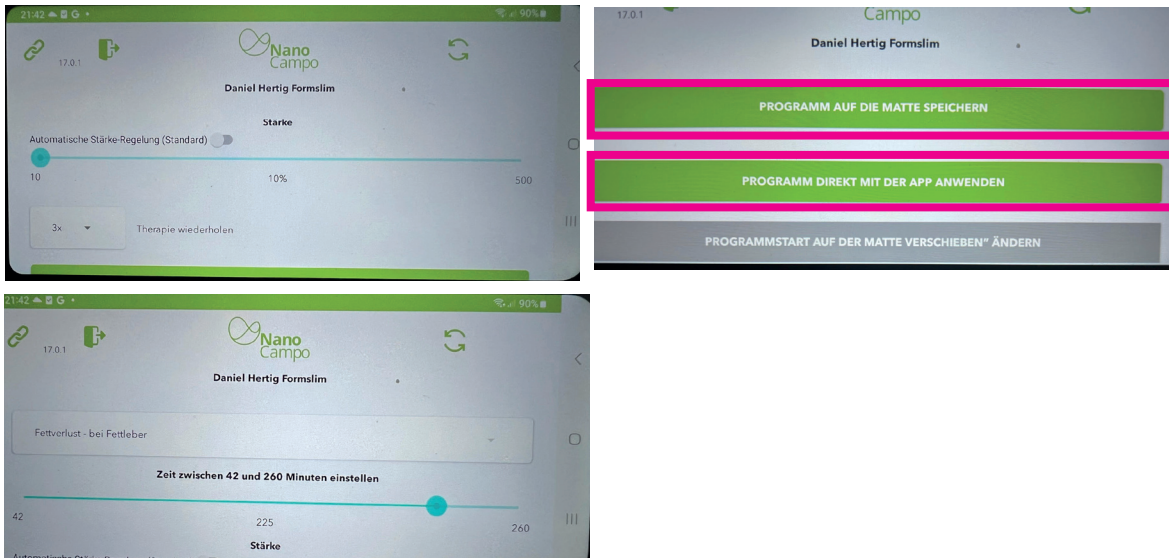 21:42 G • 90%
17.0.1
Nano
Campo
Daniel Hertig Formslim
Stärke
Automatische Stärke-Regelung (Standard)
10 10% 500
3x Therapie wiederholen
17.0.1 Campo
Daniel Hertig Formslim
PROGRAMM AUF DIE MATTE SPEICHERN
PROGRAMM DIREKT MIT DER APP ANWENDEN
PROGRAMMSTART AUF DER MATTE VERSCHIEBEN" ÄNDERN
21:42 G • 90%
17.0.1
Nano
Campo
Daniel Hertig Formslim
Fettverlust - bei Fettleber
Zeit zwischen 42 und 260 Minuten einstellen
42 225 260
Stärke